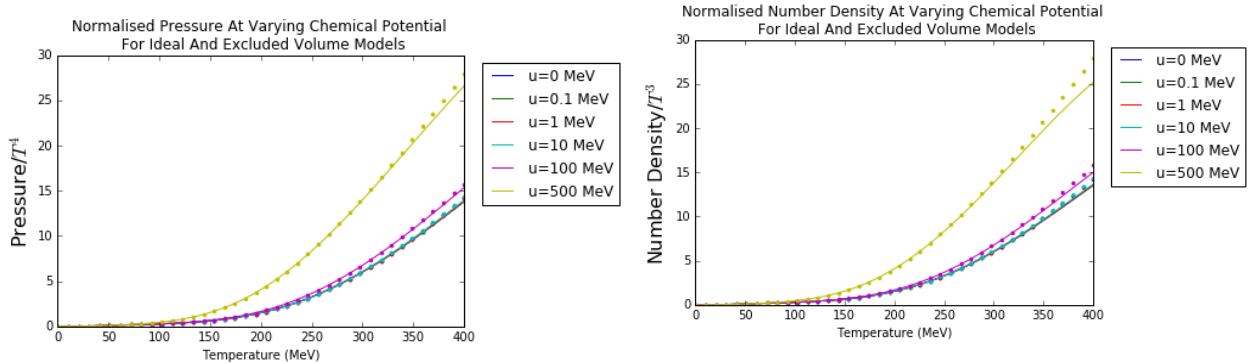 Normalised Pressure At Varying Chemical Potential
For Ideal And Excluded Volume Models
30
25
20
15
10
5
0
Pressure/T⁴
0 50 100 150 200 250 300 350 400
Temperature (MeV)
u=0 MeV
u=0.1 MeV
u=1 MeV
u=10 MeV
u=100 MeV
u=500 MeV
Normalised Number Density At Varying Chemical Potential
For Ideal And Excluded Volume Models
30
25
20
15
10
5
0
Number Density/T³
0 50 100 150 200 250 300 350 400
Temperature (MeV)
u=0 MeV
u=0.1 MeV
u=1 MeV
u=10 MeV
u=100 MeV
u=500 MeV